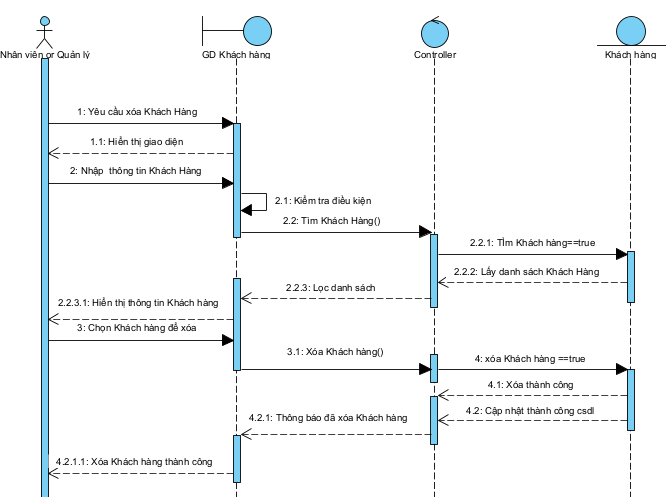 Nhân viên or Quản lý
GD Khách hàng
Controller
Khách hàng
1: Yêu cầu xóa Khách Hàng
1.1: Hiển thị giao diện
2: Nhập thông tin Khách Hàng
2.1: Kiểm tra điều kiện
2.2: Tìm Khách Hàng()
2.2.1: TÌm Khách hàng==true
2.2.2: Lấy danh sách Khách Hàng
2.2.3: Lọc danh sách
2.2.3.1: Hiển thị thông tin Khách hàng
3: Chọn Khách hàng để xóa
3.1: Xóa Khách hàng()
4: xóa Khách hàng ==true
4.1: Xóa thành công
4.2: Cập nhật thành công csdl
4.2.1: Thông báo đã xóa Khách hàng
4.2.1.1: Xóa Khách hàng thành công